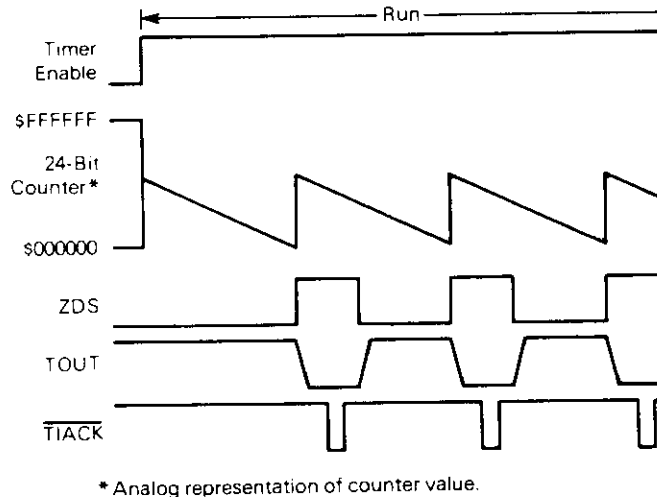 Run
Timer
Enable
$FFFFFF
24-Bit
Counter*
$000000
ZDS
TOUT
TIACK
* Analog representation of counter value.